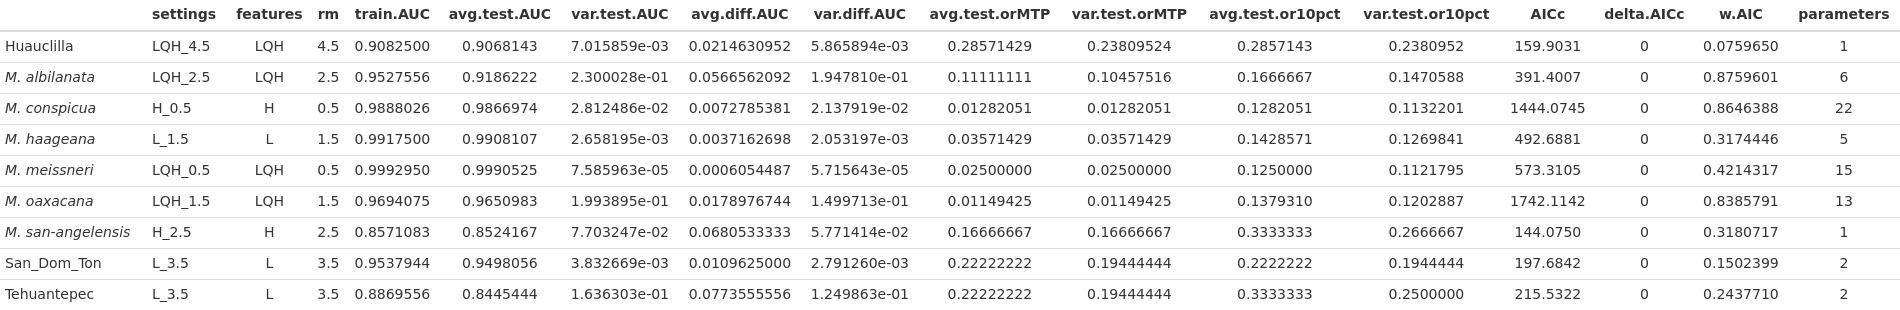 settings features rm train.AUC avg.test.AUC var.test.AUC avg.diff.AUC var.diff.AUC avg.test.orMTP var.test.orMTP avg.test.or10pct var.test.or10pct AICc delta.AICc w.AIC parameters
Huauclilla LQH_4.5 LQH 4.5 0.9082500 0.9068143 7.015859e-03 0.0214630952 5.865894e-03 0.28571429 0.23809524 0.2857143 0.2380952 159.9031 0 0.0759650 1
M. albilanata LQH_2.5 LQH 2.5 0.9527556 0.9186222 2.300028e-01 0.0566562092 1.947810e-01 0.11111111 0.10457516 0.1666667 0.1470588 391.4007 0 0.8759601 6
M. conspicua H_0.5 H 0.5 0.9888026 0.9866974 2.812486e-02 0.0072785381 2.137919e-02 0.01282051 0.01282051 0.1282051 0.1132201 1444.0745 0 0.8646388 22
M. haageana L_1.5 L 1.5 0.9917500 0.9908107 2.658195e-03 0.0037162698 2.053197e-03 0.03571429 0.03571429 0.1428571 0.1269841 492.6881 0 0.3174446 5
M. meissneri LQH_0.5 LQH 0.5 0.9992950 0.9990525 7.585963e-05 0.0006054487 5.715643e-05 0.02500000 0.02500000 0.1250000 0.1121795 573.3105 0 0.4214317 15
M. oaxacana LQH_1.5 LQH 1.5 0.9694075 0.9650983 1.993895e-01 0.0178976744 1.499713e-01 0.01149425 0.01149425 0.1379310 0.1202887 1742.1142 0 0.8385791 13
M. san-angelensis H_2.5 H 2.5 0.8571083 0.8524167 7.703247e-02 0.0680533333 5.771414e-02 0.16666667 0.16666667 0.3333333 0.2666667 144.0750 0 0.3180717 1
San_Dom_Ton L_3.5 L 3.5 0.9537944 0.9498056 3.832669e-03 0.0109625000 2.791260e-03 0.22222222 0.19444444 0.2222222 0.1944444 197.6842 0 0.1502399 2
Tehuantepec L_3.5 L 3.5 0.8869556 0.8445444 1.636303e-01 0.0773555556 1.249863e-01 0.22222222 0.19444444 0.3333333 0.2500000 215.5322 0 0.2437710 2